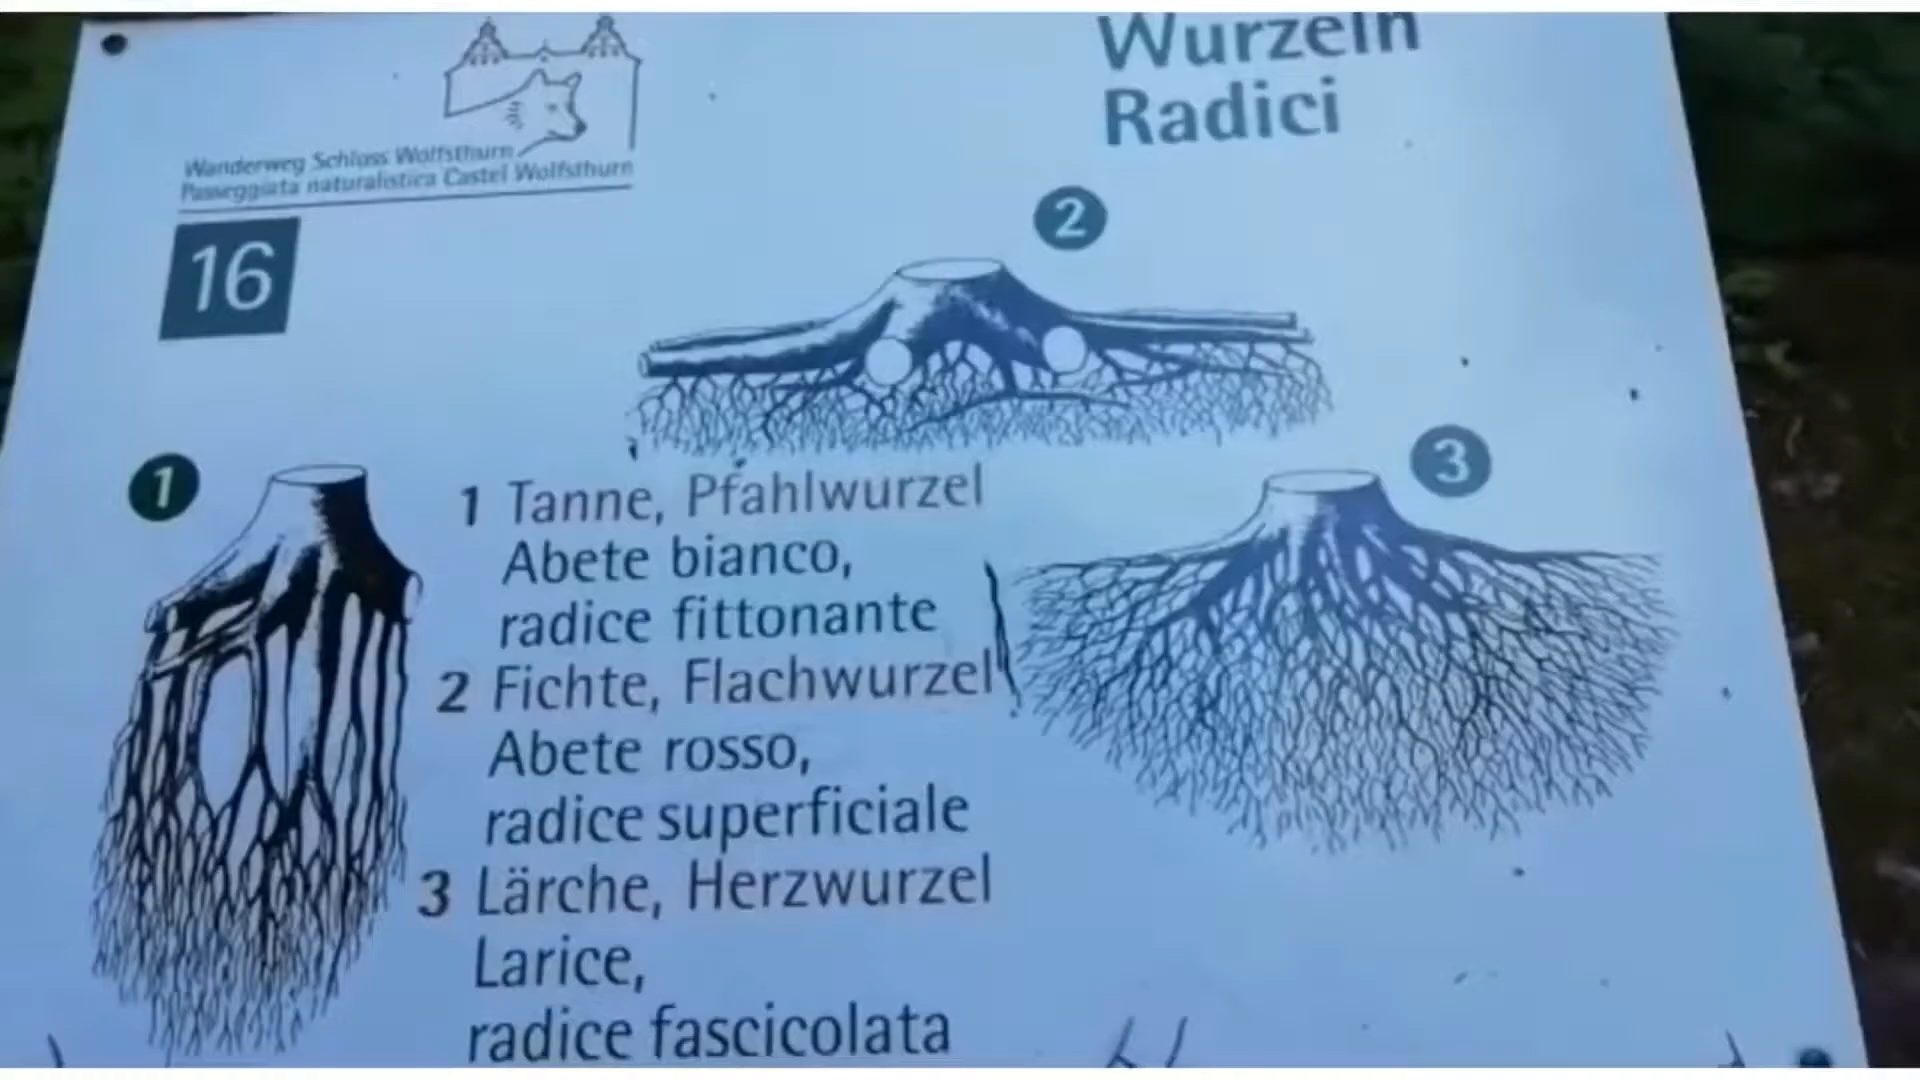 Wanderweg Schloss Wolfsthurn
Passeggiata naturalistica Castel Wolfsthurn
16
Wurzeln
Radici
2
1
3
1 Tanne, Pfahlwurzel
Abete bianco,
radice fittonante
2 Fichte, Flachwurzel
Abete rosso,
radice superficiale
3 Lärche, Herzwurzel
Larice,
radice fascicolata